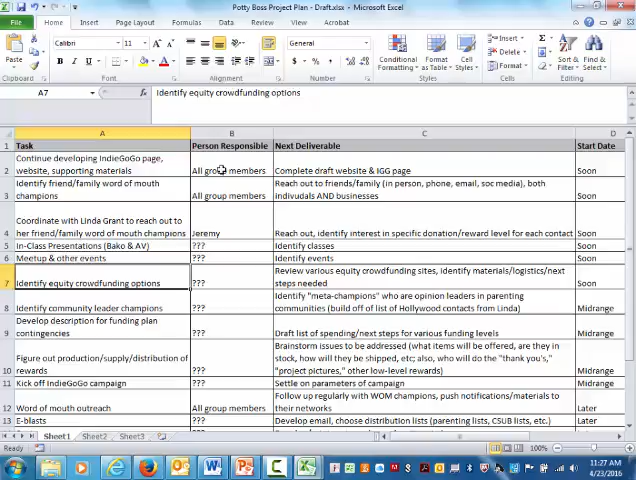 Potty Boss Project Plan - Draft.xlsx - Microsoft Excel
File Home Insert Page Layout Formulas Data Review View Acrobat
Calibri 11 General Conditional Format Cell Insert Sort & Find &
Paste Formatting as Table Styles Delete Filter Select
Format
Clipboard Font Alignment Number Styles Cells Editing
A7 fx Identify equity crowdfunding options
A B C D
1 Task Person Responsible Next Deliverable Start Date
Continue developing IndieGoGo page,
2 website, supporting materials All group members Complete draft website & IGG page Soon
Identify friend/family word of mouth Reach out to friends/family (in person, phone, email, soc media), both
3 champions All group members indivudals AND businesses Soon
Coordinate with Linda Grant to reach out to
4 her friend/family word of mouth champions Jeremy Reach out, identify interest in specific donation/reward level for each contact Soon
5 In-Class Presentations (Bako & AV) ??? Identify classes Soon
6 Meetup & other events ??? Identify events Soon
Review various equity crowdfunding sites, identify materials/logistics/next
7 Identify equity crowdfunding options ??? steps needed Soon
Identify "meta-champions" who are opinion leaders in parenting
8 Identify community leader champions ??? communities (build off of list of Hollywood contacts from Linda) Midrange
Develop description for funding plan
9 contingencies ??? Draft list of spending/next steps for various funding levels Midrange
Brainstorm issues to be addressed (what items will be offered, are they in
Figure out production/supply/distribution of stock, how will they be shipped, etc; also, who will do the "thank you's,"
10 rewards ??? "project pictures," other low-level rewards) Midrange
11 Kick off IndieGoGo campaign ??? Settle on parameters of campaign Midrange
Follow up regularly with WOM champions, push notifications/materials to
12 Word of mouth outreach All group members their networks Later
13 E-blasts ??? Develop email, choose distribution lists (parenting lists, CSUB lists, etc.) Later
Sheet1 Sheet2 Sheet3
Ready 100%
11:27 AM
4/23/2016